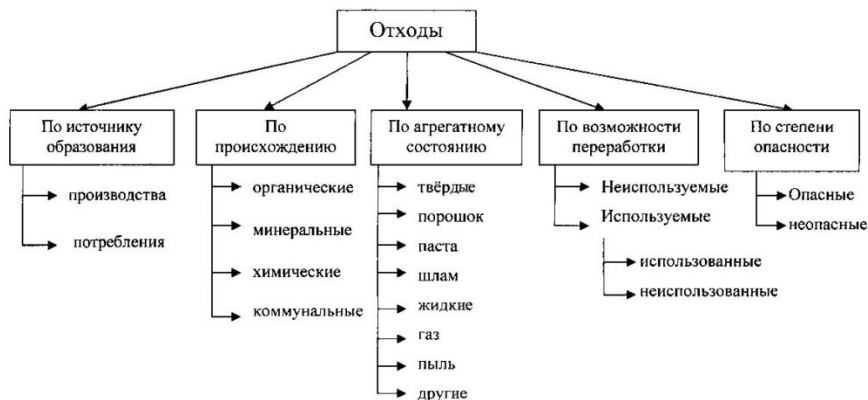 Отходы
По источнику
образования
производства
потребления
По
происхождению
органические
минеральные
химические
коммунальные
По агрегатному
состоянию
твёрдые
порошок
паста
шлам
жидкие
газ
пыль
другие
По возможности
переработки
Неиспользуемые
Используемые
использованные
неиспользованные
По степени
опасности
Опасные
неопасные